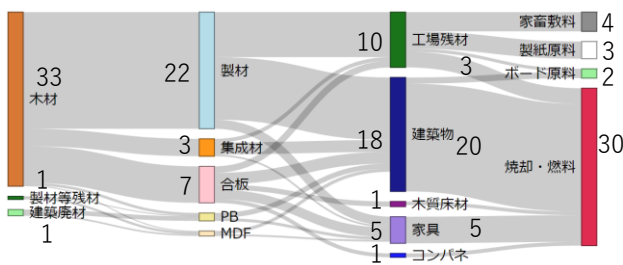 33
木材
1
製材等残材
建築廃材
1
22
製材
3
集成材
7
合板
PB
MDF
10
工場残材
3
18
建築物
20
1
木質床材
5
家具
5
1
コンパネ
家畜敷料
4
製紙原料
3
ボード原料
2
焼却・燃料
30